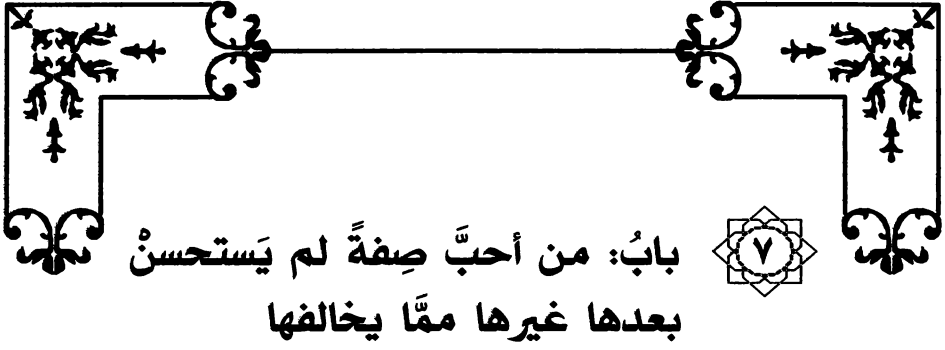 ٧ بابُ: من أحبَّ صِفةً لم يَستحسنْ
بعدها غيرها ممَّا يخالفها